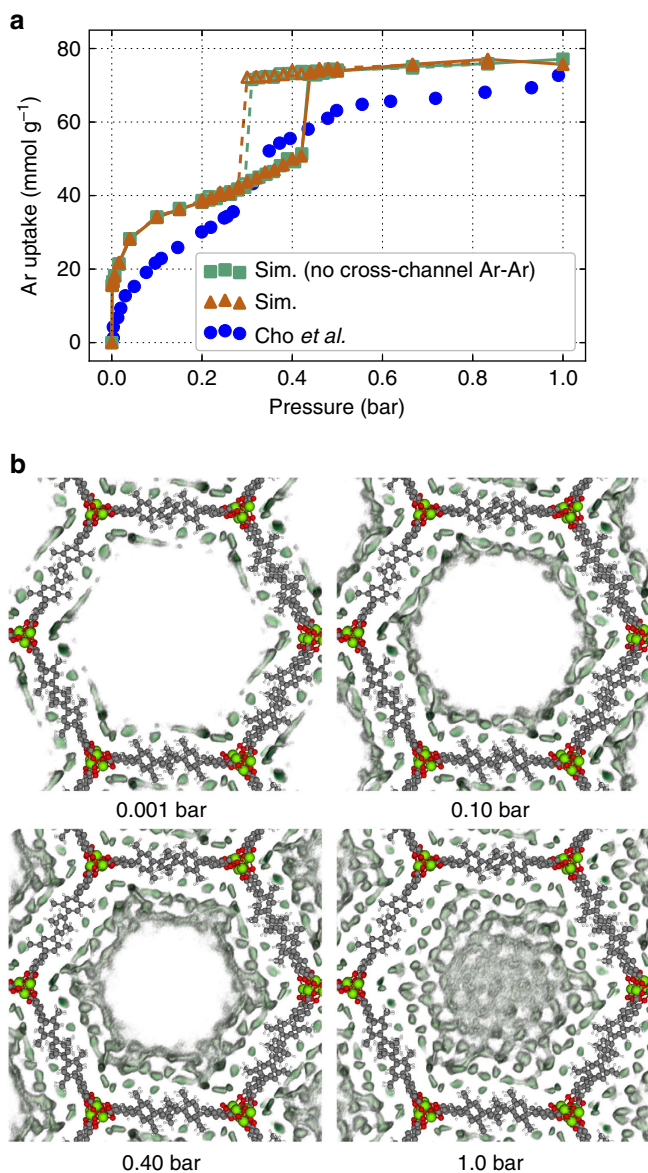 a
Ar uptake (mmol g⁻¹)
80
60
40
20
0
Sim. (no cross-channel Ar-Ar)
Sim.
Cho et al.
0.0 0.2 0.4 0.6 0.8 1.0
Pressure (bar)
b
0.001 bar 0.10 bar
0.40 bar 1.0 bar